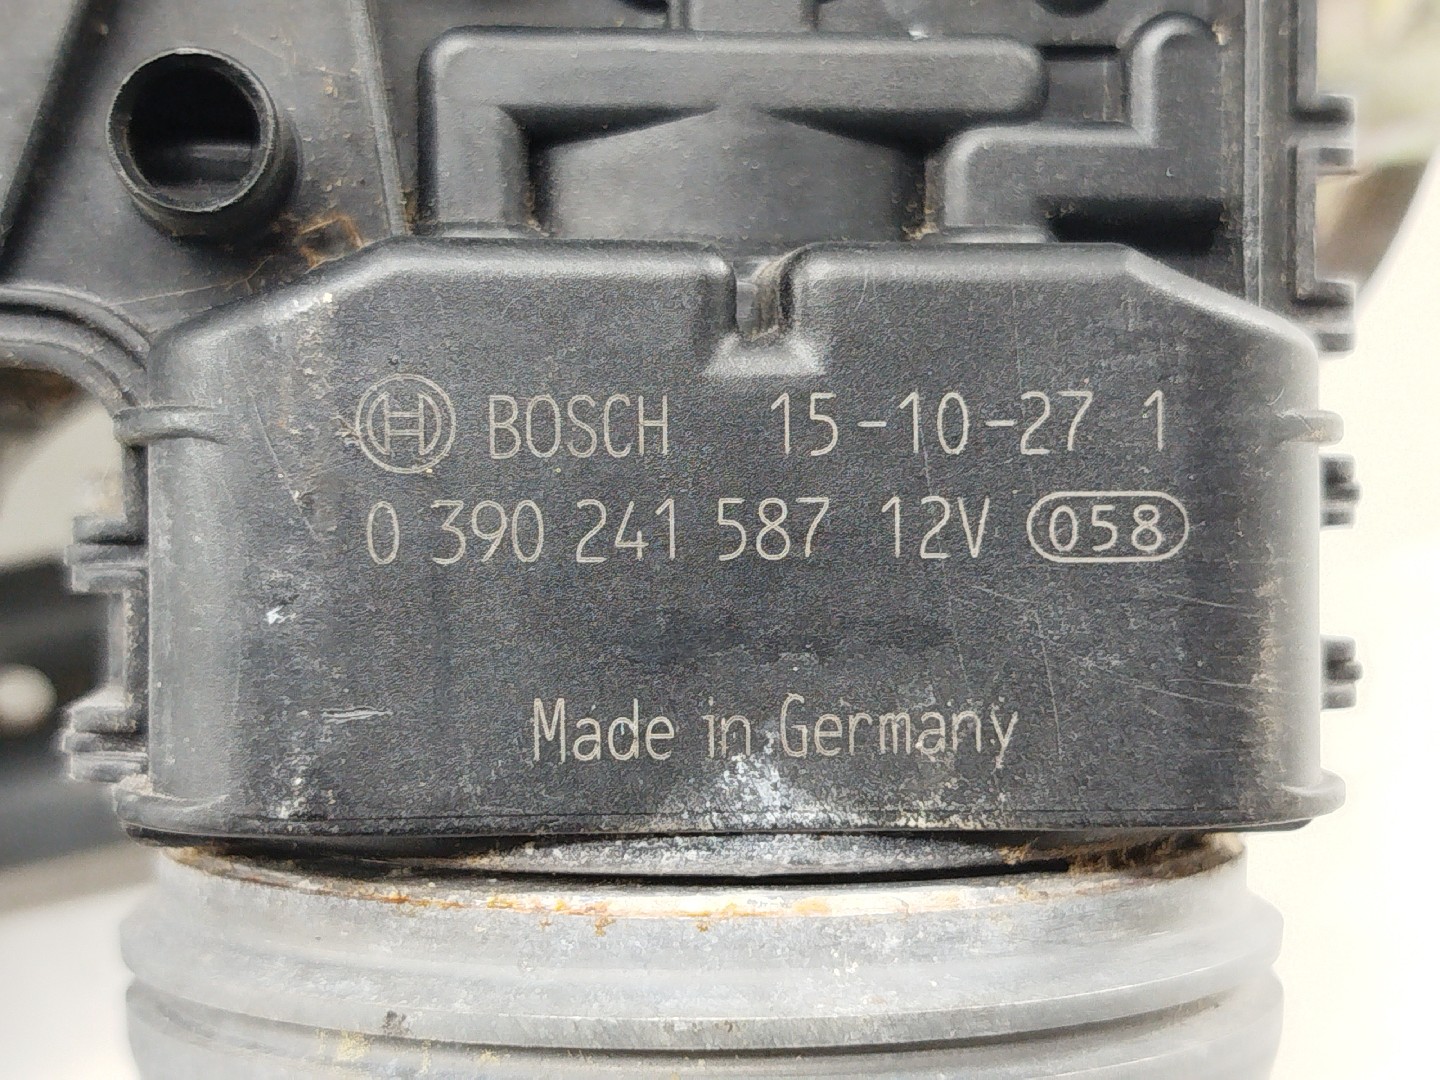 BOSCH 15-10-27 1
0 390 241 587 12V 058
Made in Germany